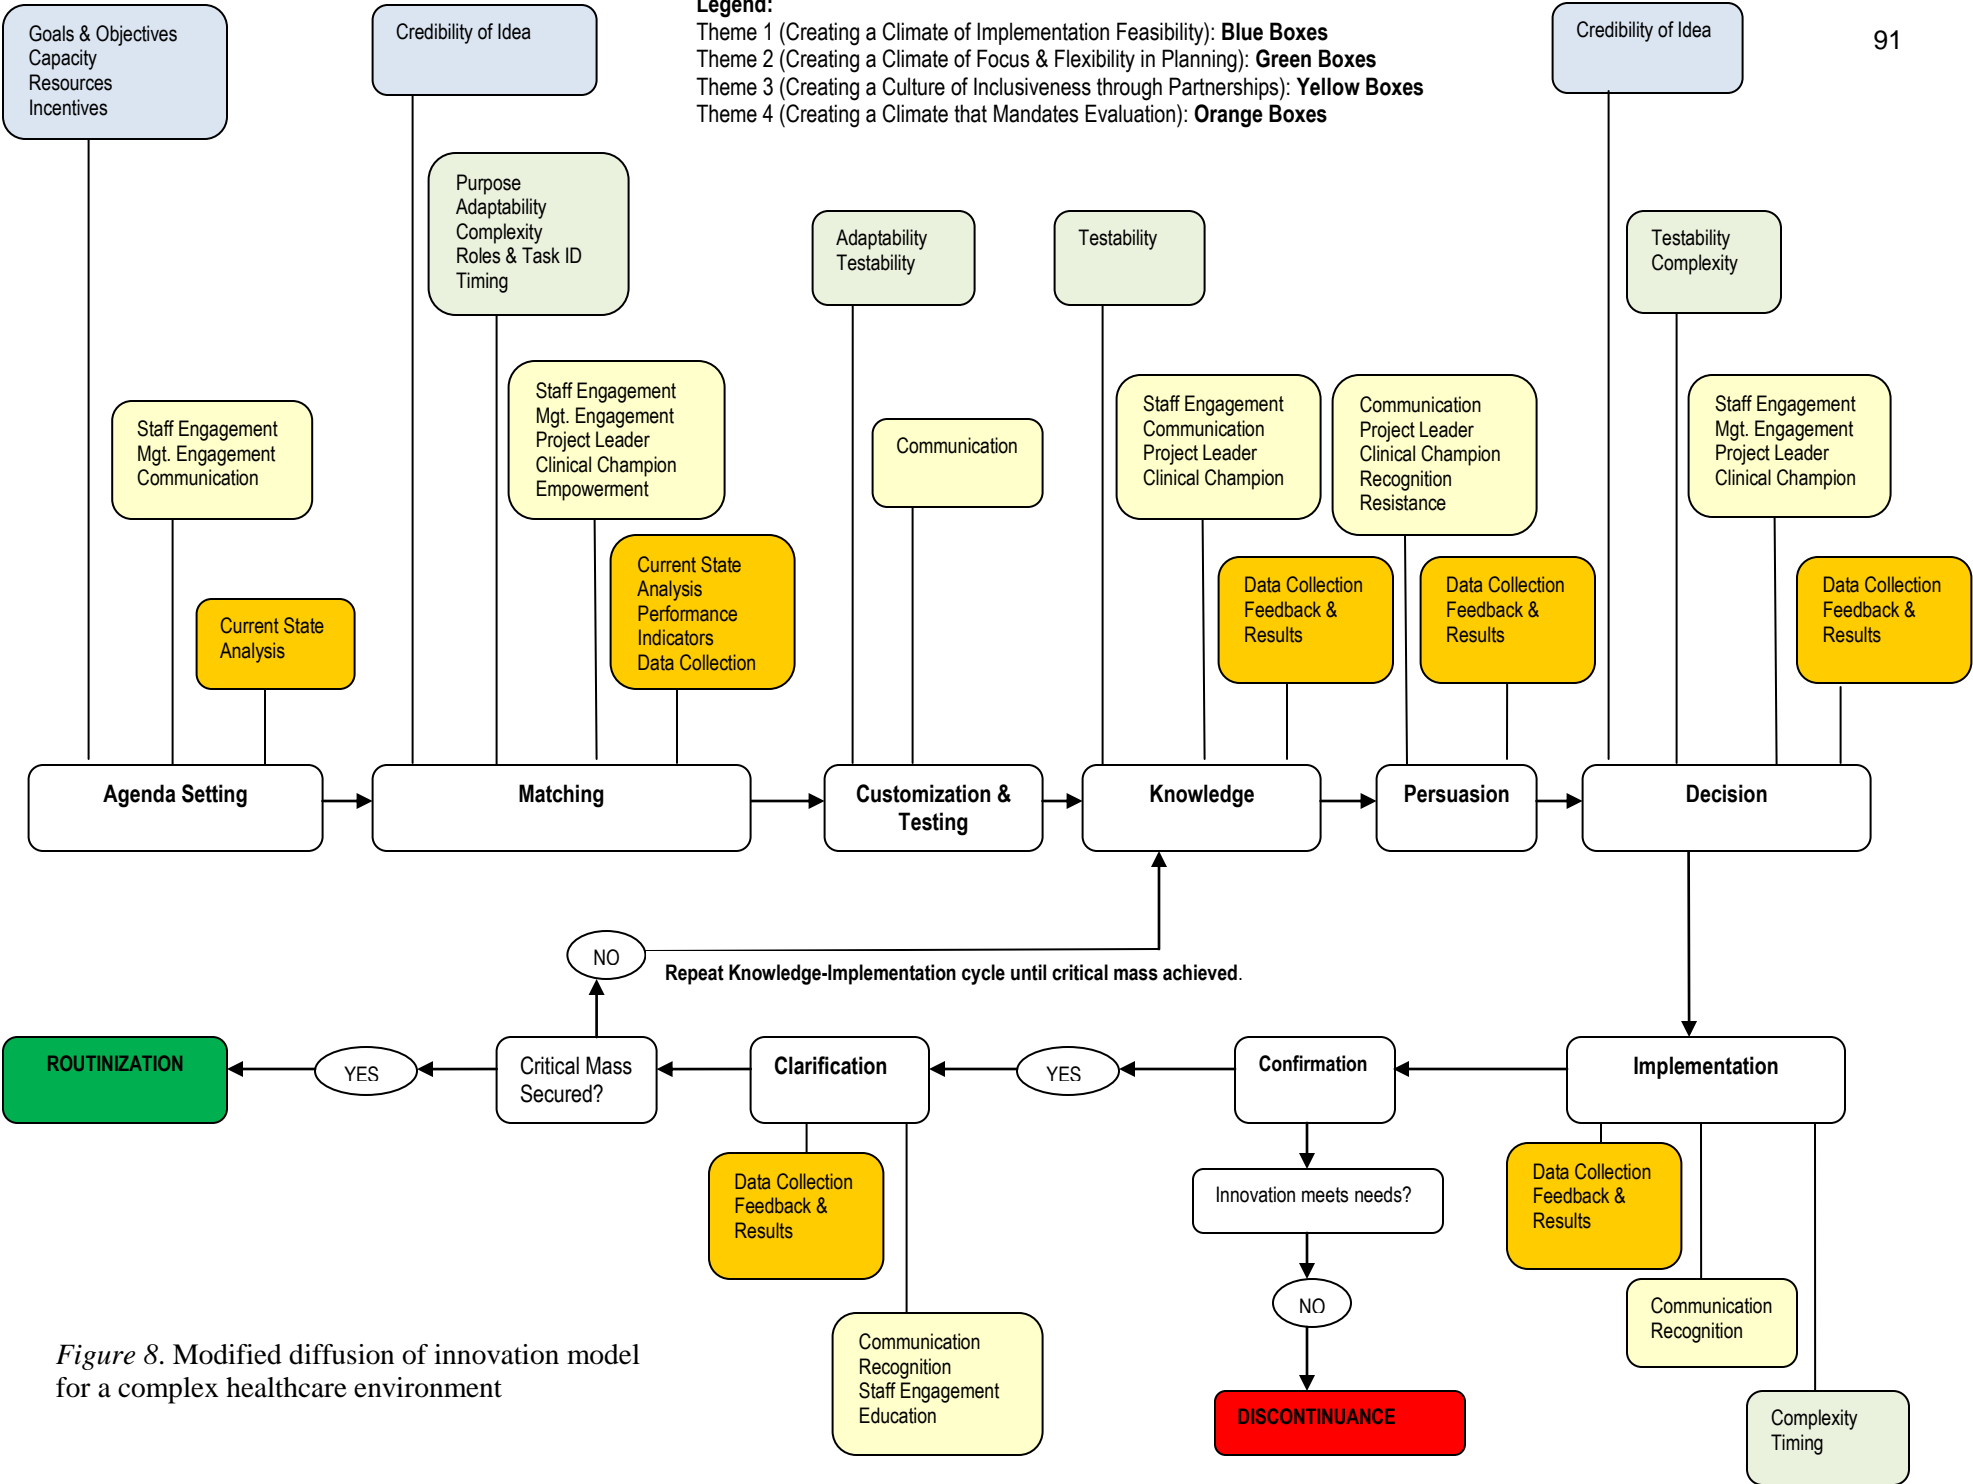 Legend:
Theme 1 (Creating a Climate of Implementation Feasibility): Blue Boxes
Theme 2 (Creating a Climate of Focus & Flexibility in Planning): Green Boxes
Theme 3 (Creating a Culture of Inclusiveness through Partnerships): Yellow Boxes
Theme 4 (Creating a Climate that Mandates Evaluation): Orange Boxes
91
Goals & Objectives
Capacity
Resources
Incentives
Credibility of Idea
Credibility of Idea
Purpose
Adaptability
Complexity
Roles & Task ID
Timing
Adaptability
Testability
Testability
Testability
Complexity
Staff Engagement
Mgt. Engagement
Communication
Staff Engagement
Mgt. Engagement
Project Leader
Clinical Champion
Empowerment
Communication
Staff Engagement
Communication
Project Leader
Clinical Champion
Communication
Project Leader
Clinical Champion
Recognition
Resistance
Staff Engagement
Mgt. Engagement
Project Leader
Clinical Champion
Current State
Analysis
Current State
Analysis
Performance
Indicators
Data Collection
Data Collection
Feedback &
Results
Data Collection
Feedback &
Results
Data Collection
Feedback &
Results
Agenda Setting
Matching
Customization &
Testing
Knowledge
Persuasion
Decision
NO
Repeat Knowledge-Implementation cycle until critical mass achieved.
ROUTINIZATION
YES
Critical Mass
Secured?
Clarification
YES
Confirmation
Implementation
Data Collection
Feedback &
Results
Communication
Recognition
Staff Engagement
Education
Innovation meets needs?
NO
DISCONTINUANCE
Data Collection
Feedback &
Results
Communication
Recognition
Complexity
Timing
Figure 8. Modified diffusion of innovation model
for a complex healthcare environment